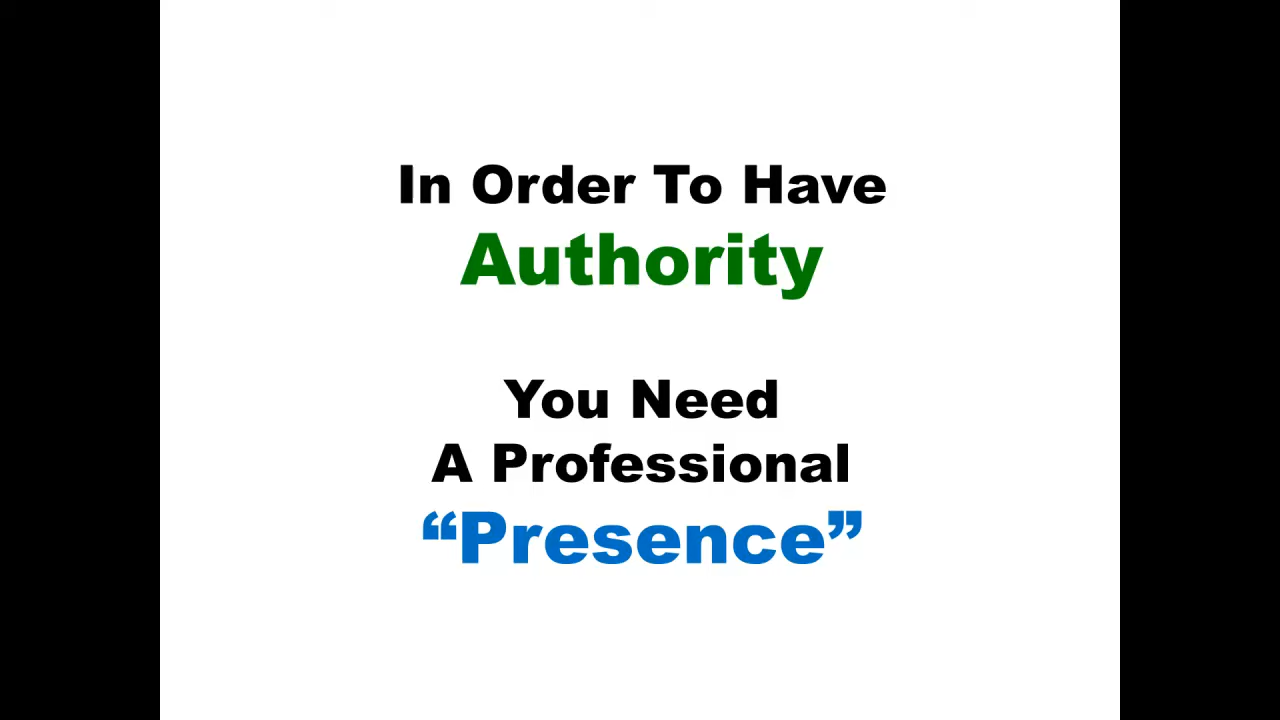 In Order To Have
Authority
You Need
A Professional
“Presence”